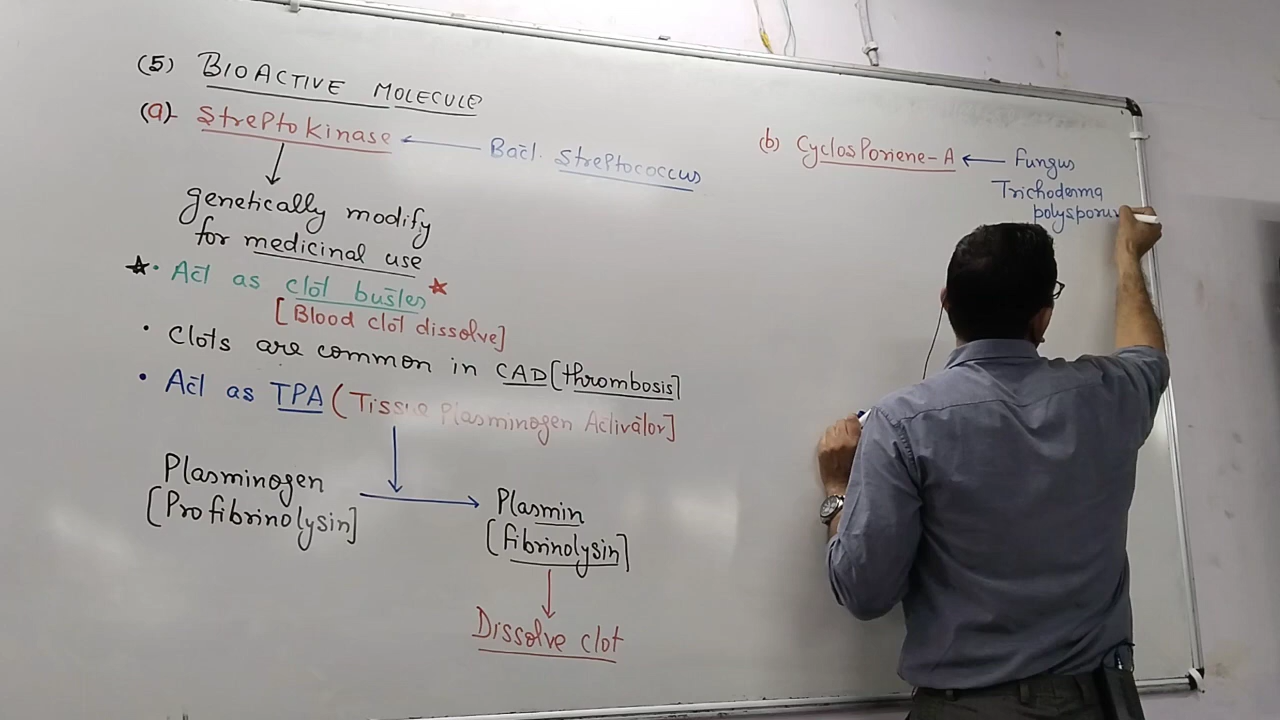 (5) BIOACTIVE MOLECULE
(a)- Streptokinase ← Bact. Streptococcus
genetically modify
for medicinal use
★· Act as clot buster ★
[Blood clot dissolve]
· Clots are common in CAD [thrombosis]
· Act as TPA (Tissue Plasminogen Activator]
Plasminogen
[Profibrinolysin]
Plasmin
[fibrinolysin]
Dissolve clot
(b) Cyclosporiene-A ← Fungus
Trichoderma
polysporu